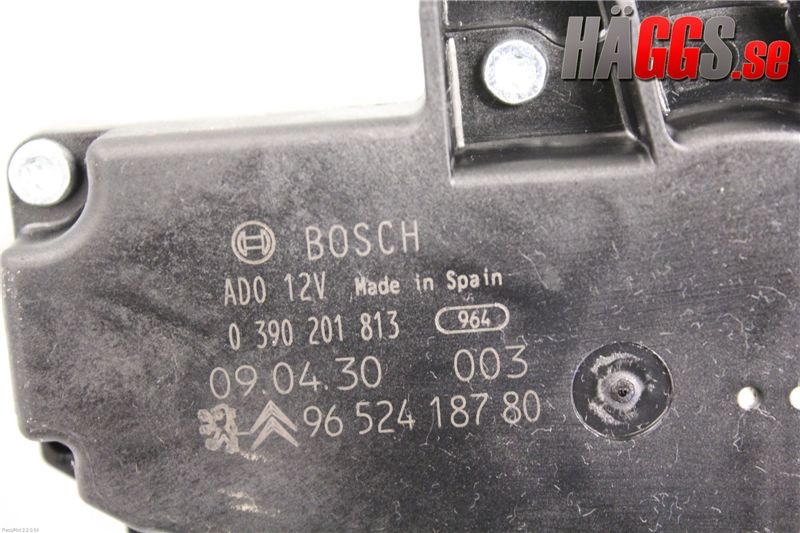 HÄGGS.se
BOSCH
ADO 12V Made in Spain
0 390 201 813 964
09.04.30 003
96 524 187 80